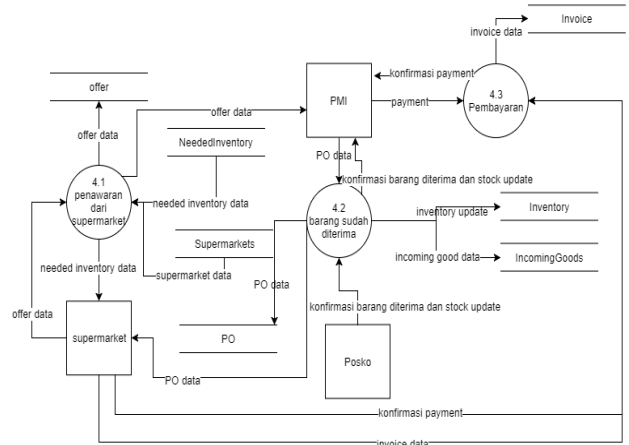 Invoice
invoice data
konfirmasi payment
offer
PMI
payment
4.3
Pembayaran
offer data
offer data
NeededInventory
PO data
4.1
penawaran
dari
supermarket
konfirmasi barang diterima dan stock update
needed inventory data
4.2
barang sudah
diterima
inventory update
Inventory
Supermarkets
needed inventory data
supermarket data
incoming good data
IncomingGoods
PO data
konfirmasi barang diterima dan stock update
offer data
supermarket
PO
Posko
PO data
konfirmasi payment
invoice data